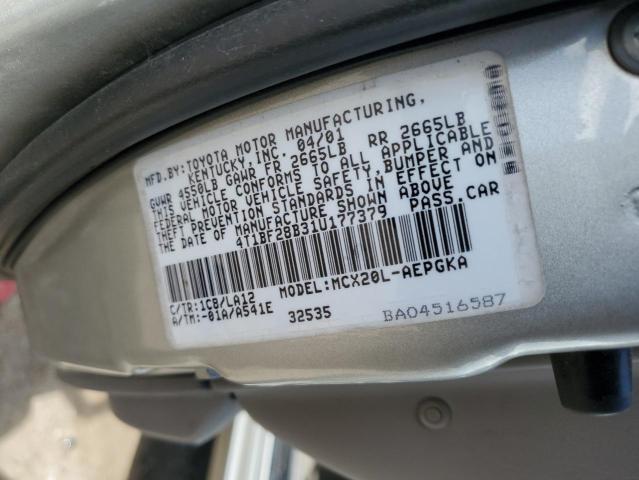 MFD.BY:TOYOTA MOTOR MANUFACTURING,
KENTUCKY,INC. 04/01
GVWR 4550LB GAWR FR 2665LB RR 2665LB
THIS VEHICLE CONFORMS TO ALL APPLICABLE
FEDERAL MOTOR VEHICLE SAFETY,BUMPER AND
THEFT PREVENTION STANDARDS IN EFFECT ON
THE DATE OF MANUFACTURE SHOWN ABOVE
4T1BF28B31U177379 PASS.CAR
C/TR:1CB/LA12 MODEL:MCX20L-AEPGKA
A/TM:-01A/A541E 32535 BA04516587